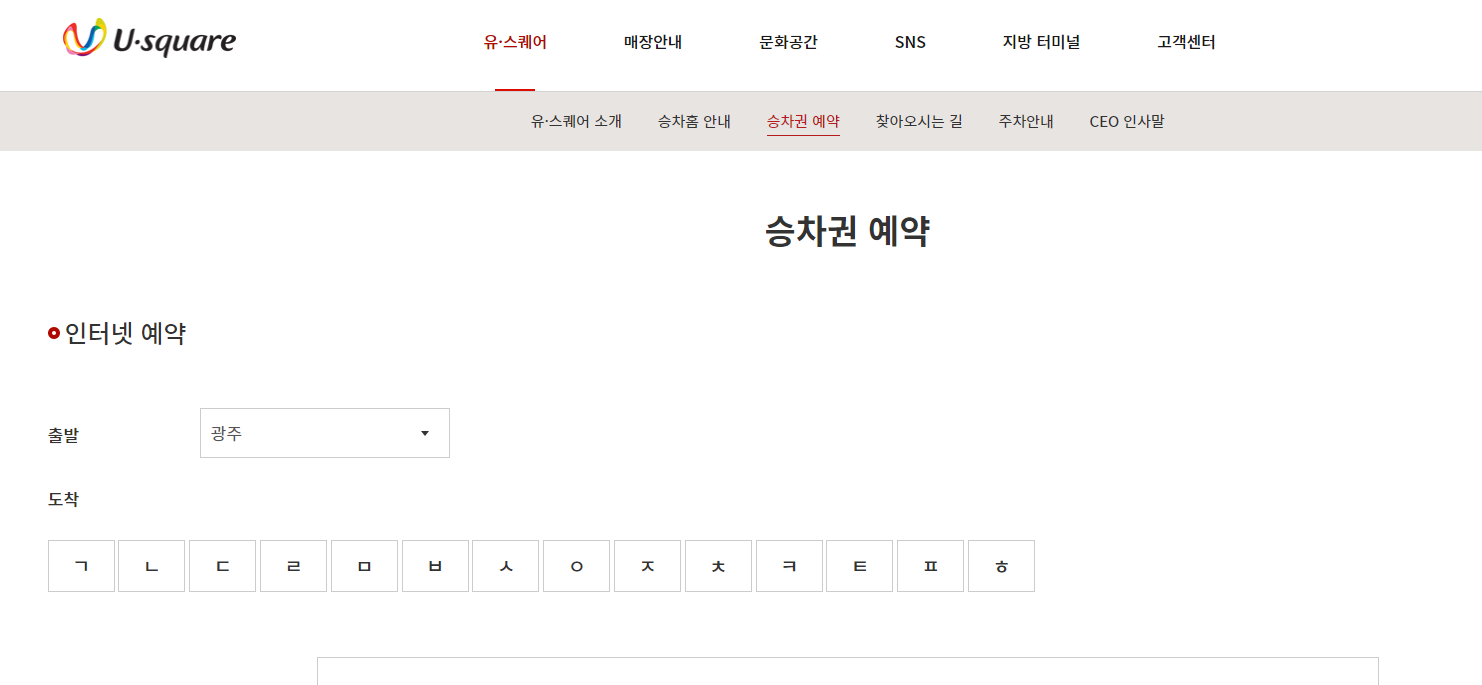 U·square
유·스퀘어 매장안내 문화공간 SNS 지방 터미널 고객센터
유·스퀘어 소개 승차홈 안내 승차권 예약 찾아오시는 길 주차안내 CEO 인사말
승차권 예약
인터넷 예약
출발 광주
도착
ㄱ ㄴ ㄷ ㄹ ㅁ ㅂ ㅅ ㅇ ㅈ ㅊ ㅋ ㅌ ㅍ ㅎ